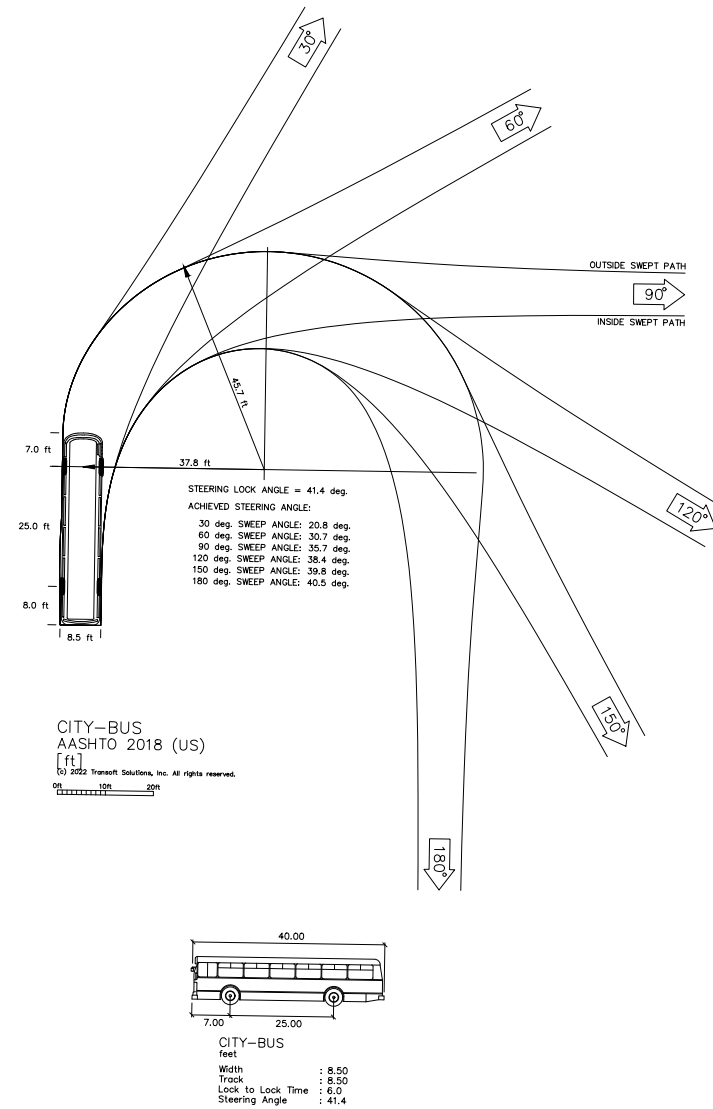 30°
60°
OUTSIDE SWEPT PATH
90°
INSIDE SWEPT PATH
45.7 ft
7.0 ft
37.8 ft
STEERING LOCK ANGLE = 41.4 deg.
ACHIEVED STEERING ANGLE:
120°
25.0 ft
30 deg. SWEEP ANGLE: 20.8 deg.
60 deg. SWEEP ANGLE: 30.7 deg.
90 deg. SWEEP ANGLE: 35.7 deg.
120 deg. SWEEP ANGLE: 38.4 deg.
150 deg. SWEEP ANGLE: 39.8 deg.
180 deg. SWEEP ANGLE: 40.5 deg.
8.0 ft
8.5 ft
150°
CITY-BUS
AASHTO 2018 (US)
[ft]
(c) 2022 Transoft Solutions, Inc. All rights reserved.
0ft 10ft 20ft
180°
40.00
7.00 25.00
CITY-BUS
feet
Width : 8.50
Track : 8.50
Lock to Lock Time : 6.0
Steering Angle : 41.4